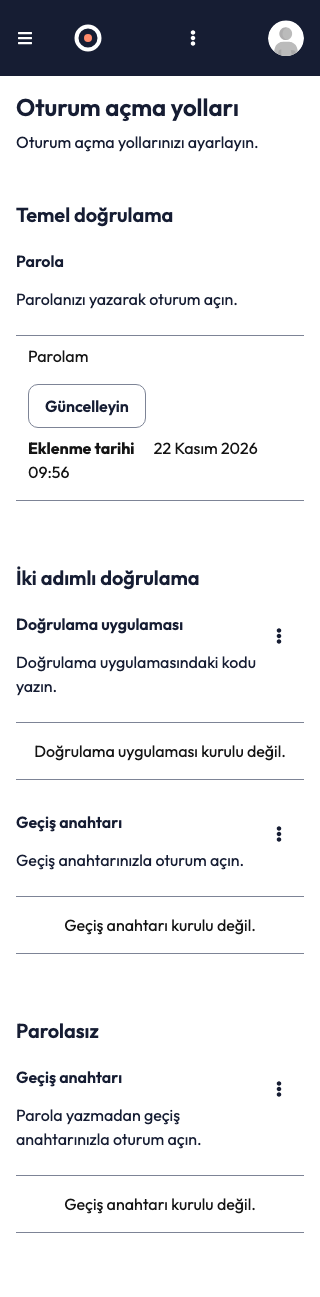 Oturum açma yolları
Oturum açma yollarınızı ayarlayın.
Temel doğrulama
Parola
Parolanızı yazarak oturum açın.
Parolam
Güncelleyin
Eklenme tarihi 22 Kasım 2026
09:56
İki adımlı doğrulama
Doğrulama uygulaması
Doğrulama uygulamasındaki kodu
yazın.
Doğrulama uygulaması kurulu değil.
Geçiş anahtarı
Geçiş anahtarınızla oturum açın.
Geçiş anahtarı kurulu değil.
Parolasız
Geçiş anahtarı
Parola yazmadan geçiş
anahtarınızla oturum açın.
Geçiş anahtarı kurulu değil.